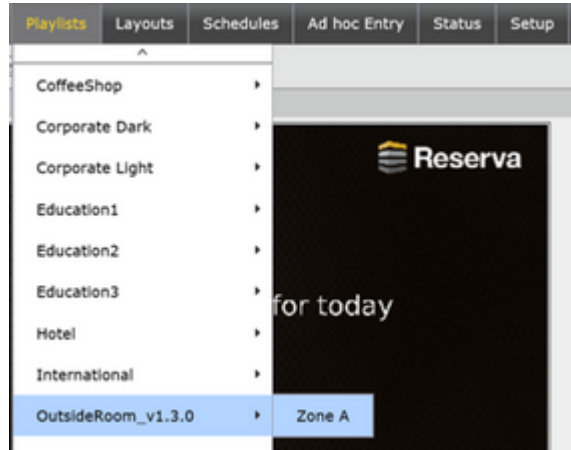 Playlists Layouts Schedules Ad hoc Entry Status Setup
CoffeeShop
Corporate Dark
Corporate Light
Education1
Education2
Education3
Hotel
International
OutsideRoom_v1.3.0 Zone A
Reserva
for today